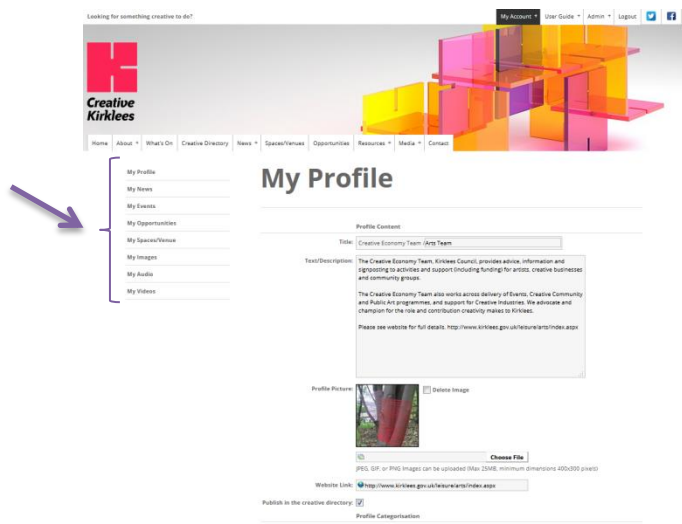 Looking for something creative to do?
My Account User Guide Admin Logout
Creative
Kirklees
Home About What's On Creative Directory News Spaces/Venues Opportunities Resources Media Contact
My Profile
My News
My Events
My Opportunities
My Spaces/Venue
My Images
My Audio
My Videos
My Profile
Profile Content
Title: Creative Economy Team /Arts Team
Text/Description: The Creative Economy Team, Kirklees Council, provides advice, information and
signposting to activities and support (including funding) for artists, creative businesses
and community groups.
The Creative Economy Team also works across delivery of Events, Creative Community
and Public Art programmes, and support for Creative Industries. We advocate and
champion for the role and contribution creativity makes to Kirklees.
Please see website for full details. http://www.kirklees.gov.uk/leisure/arts/index.aspx
Profile Picture: Delete Image
Choose File
JPEG, GIF, or PNG Images can be uploaded (Max 25MB, minimum dimensions 400x300 pixels)
Website Link: http://www.kirklees.gov.uk/leisure/arts/index.aspx
Publish in the creative directory:
Profile Categorisation